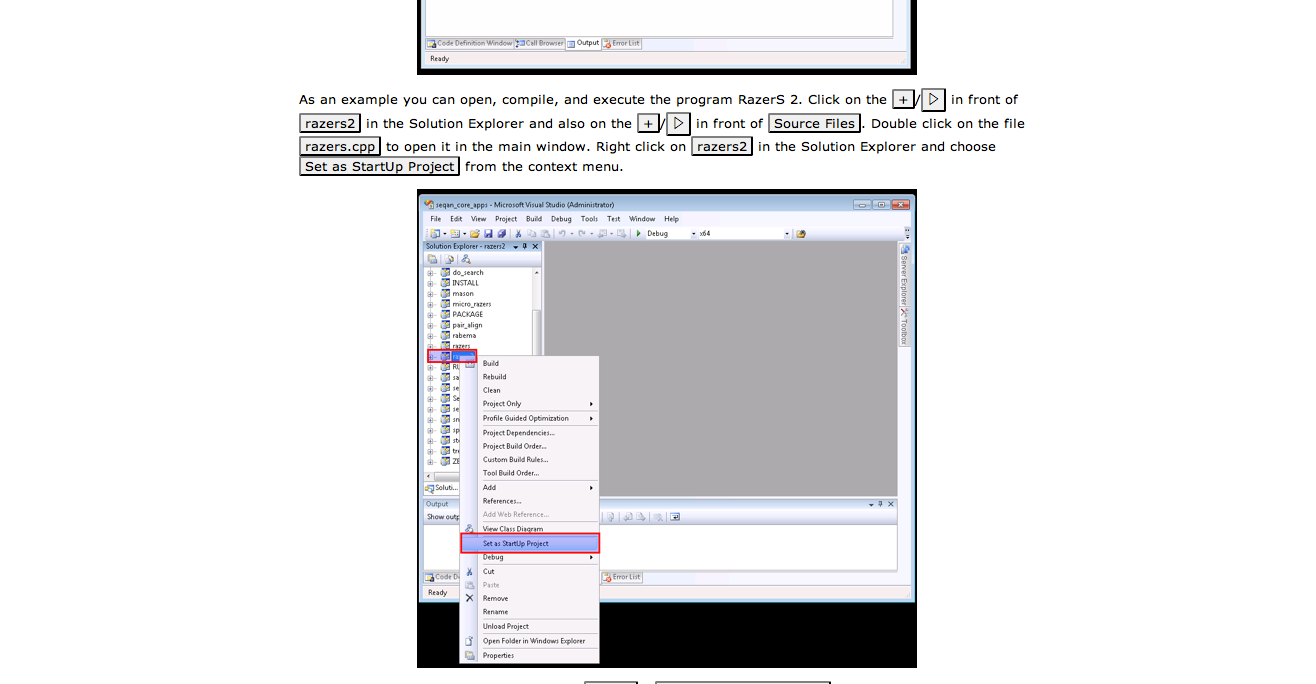 Code Definition Window Call Browser Output Error List
Ready
As an example you can open, compile, and execute the program RazerS 2. Click on the + / ▷ in front of
razers2 in the Solution Explorer and also on the + / ▷ in front of Source Files . Double click on the file
razers.cpp to open it in the main window. Right click on razers2 in the Solution Explorer and choose
Set as StartUp Project from the context menu.
seqan_core_apps - Microsoft Visual Studio (Administrator)
File Edit View Project Build Debug Tools Test Window Help
Debug x64
Solution Explorer - razers2
Server Explorer
Toolbox
do_search
INSTALL
mason
micro_razers
PACKAGE
pair_align
rabema
razers
Build
Rebuild
Clean
Project Only
Profile Guided Optimization
Project Dependencies...
Project Build Order...
Custom Build Rules...
Tool Build Order...
Add
References...
Add Web Reference...
View Class Diagram
Set as StartUp Project
Debug
Cut
Paste
Remove
Rename
Unload Project
Open Folder in Windows Explorer
Properties
Soluti...
Output
Show outp
Code De
Error List
Ready